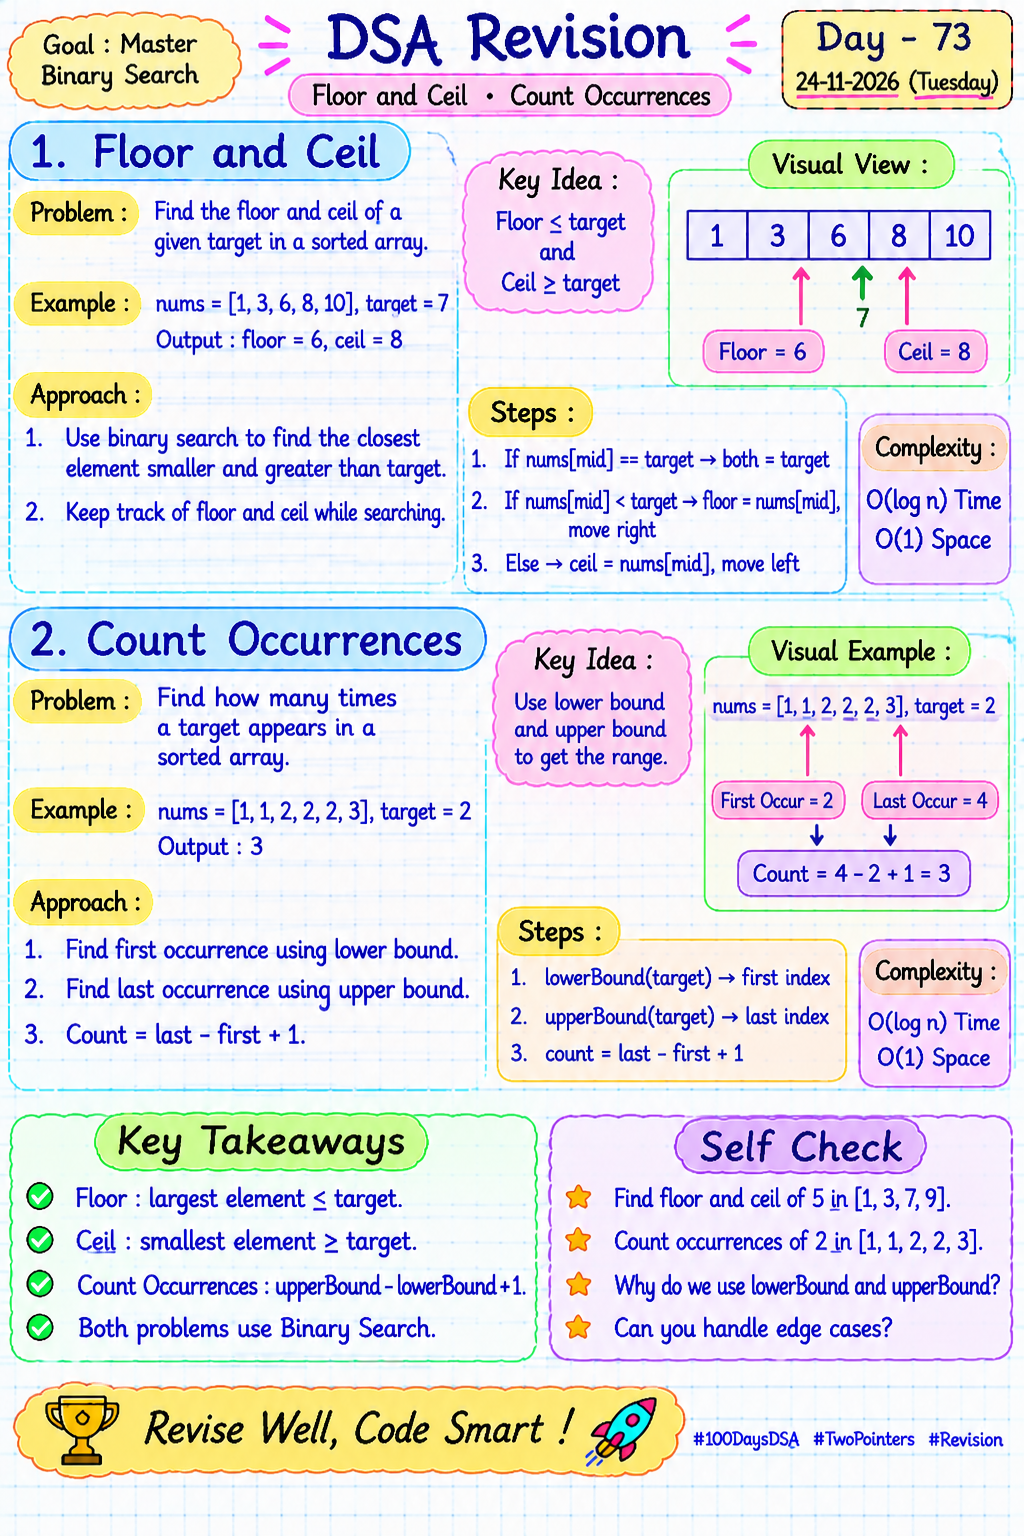 Goal : Master
Binary Search
DSA Revision
Floor and Ceil • Count Occurrences
Day - 73
24-11-2026 (Tuesday)
1. Floor and Ceil
Problem :
Find the floor and ceil of a
given target in a sorted array.
Example :
nums = [1, 3, 6, 8, 10], target = 7
Output : floor = 6, ceil = 8
Approach :
1. Use binary search to find the closest
element smaller and greater than target.
2. Keep track of floor and ceil while searching.
Key Idea :
Floor ≤ target
and
Ceil ≥ target
Visual View :
1 3 6 8 10
7
Floor = 6
Ceil = 8
Steps :
1. If nums[mid] == target → both = target
2. If nums[mid] < target → floor = nums[mid],
move right
3. Else → ceil = nums[mid], move left
Complexity :
O(log n) Time
O(1) Space
2. Count Occurrences
Problem :
Find how many times
a target appears in a
sorted array.
Example :
nums = [1, 1, 2, 2, 2, 3], target = 2
Output : 3
Approach :
1. Find first occurrence using lower bound.
2. Find last occurrence using upper bound.
3. Count = last - first + 1.
Key Idea :
Use lower bound
and upper bound
to get the range.
Visual Example :
nums = [1, 1, 2, 2, 2, 3], target = 2
First Occur = 2
Last Occur = 4
Count = 4 - 2 + 1 = 3
Steps :
1. lowerBound(target) → first index
2. upperBound(target) → last index
3. count = last - first + 1
Complexity :
O(log n) Time
O(1) Space
Key Takeaways
Floor : largest element ≤ target.
Ceil : smallest element ≥ target.
Count Occurrences : upperBound - lowerBound + 1.
Both problems use Binary Search.
Self Check
Find floor and ceil of 5 in [1, 3, 7, 9].
Count occurrences of 2 in [1, 1, 2, 2, 3].
Why do we use lowerBound and upperBound?
Can you handle edge cases?
Revise Well, Code Smart !
#100DaysDSA #TwoPointers #Revision